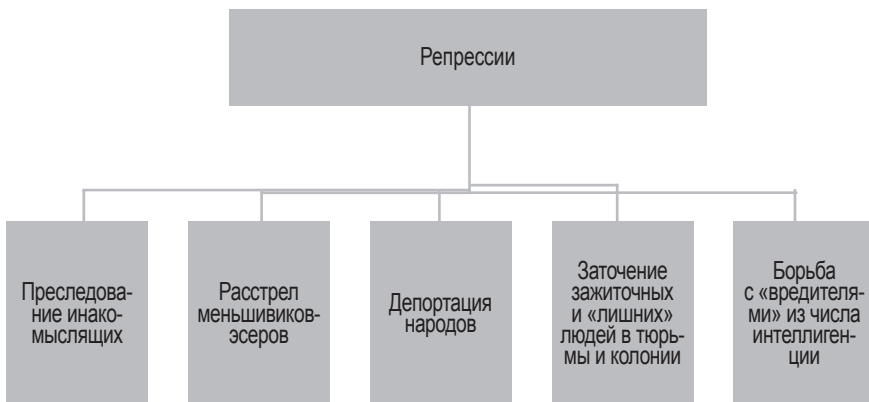 Репрессии
Преследова-
ние инако-
мыслящих
Расстрел
меньшивиков-
эсеров
Депортация
народов
Заточение
зажиточных
и «лишних»
людей в тюрь-
мы и колонии
Борьба
с «вредителя-
ми» из числа
интеллиген-
ции